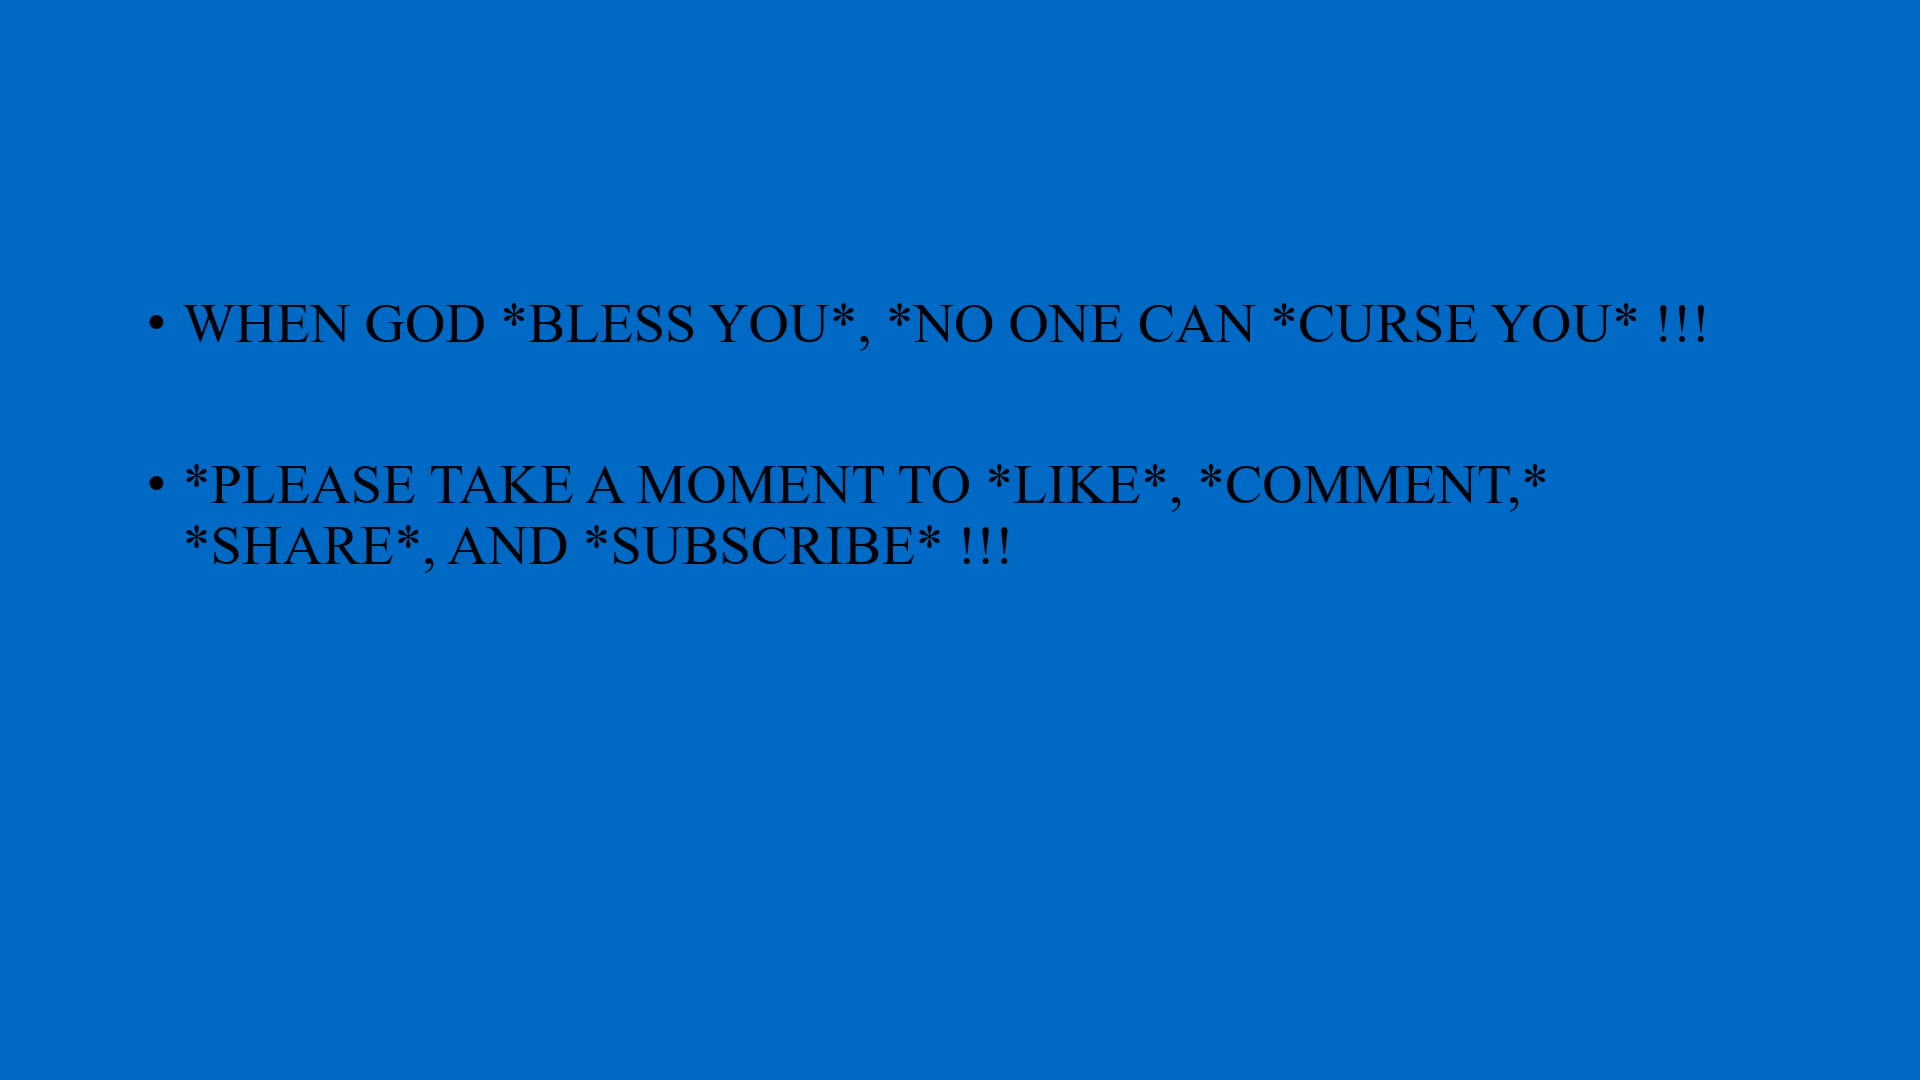 • WHEN GOD *BLESS YOU*, *NO ONE CAN *CURSE YOU* !!!
• *PLEASE TAKE A MOMENT TO *LIKE*, *COMMENT,*
*SHARE*, AND *SUBSCRIBE* !!!